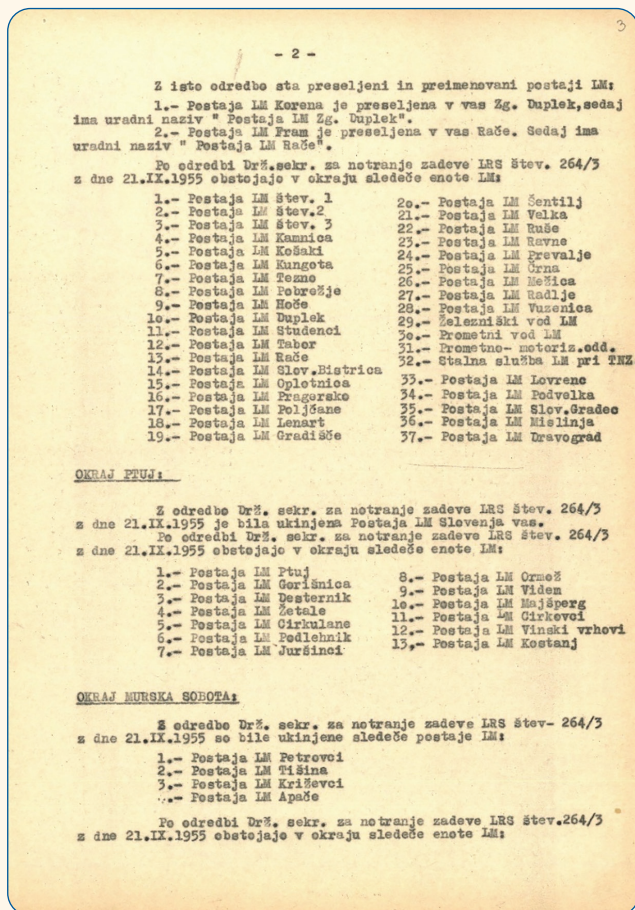 3
- 2 -
Z isto odredbo sta preseljeni in preimenovani postaji LM:
1.- Postaja LM Korena je preseljena v vas Zg. Duplek,sedaj
ima uradni naziv " Postaja LM Zg. Duplek".
2.- Postaja LM Fram je preseljena v vas Rače. Sedaj ima
uradni naziv " Postaja LM Rače".
Po odredbi Drž.sekr. za notranje zadeve LRS štev. 264/3
z dne 21.IX.1955 obstojajo v okraju sledeče enote LM:
1.- Postaja LM štev. 1
2.- Postaja LM štev.2
3.- Postaja LM štev. 3
4.- Postaja LM Kamnica
5.- Postaja LM Košaki
6.- Postaja LM Kungota
7.- Postaja LM Tezno
8.- Postaja LM Pobrežje
9.- Postaja LM Hoče
1o.- Postaja LM Duplek
11.- Postaja LM Studenci
12.- Postaja LM Tabor
13.- Postaja LM Rače
14.- Postaja LM Slov.Bistrica
15.- Postaja LM Oplotnica
16.- Postaja LM Pragersko
17.- Postaja LM Poljčane
18.- Postaja LM Lenart
19.- Postaja LM Gradišče
2o.- Postaja LM Šentilj
21.- Postaja LM Velka
22.- Postaja LM Ruše
23.- Postaja LM Ravne
24.- Postaja LM Prevalje
25.- Postaja LM Črna
26.- Postaja LM Mežica
27.- Postaja LM Radlje
28.- Postaja LM Vuzenica
29.- Železniški vod LM
3o.- Prometni vod LM
31.- Prometno- motoriz.odd.
32.- Stalna služba LM pri TNZ
33.- Postaja LM Lovrenc
34.- Postaja LM Podvelka
35.- Postaja LM Slov.Gradec
36.- Postaja LM Mislinja
37.- Postaja LM Dravograd
OKRAJ PTUJ:
Z odredbo Drž. sekr. za notranje zadeve LRS štev. 264/3
z dne 21.IX.1955 je bila ukinjena Postaja LM Slovenja vas.
Po odredbi Drž. sekr. za notranje zadeve LRS štev. 264/3
z dne 21.IX.1955 obstojajo v okraju sledeče enote LM:
1.- Postaja LM Ptuj
2.- Postaja LM Gorišnica
3.- Postaja LM Desternik
4.- Postaja LM Žetale
5.- Postaja LM Cirkulane
6.- Postaja LM Podlehnik
7.- Postaja LM Juršinci
8.- Postaja LM Ormož
9.- Postaja LM Videm
1o.- Postaja LM Majšperg
11.- Postaja LM Cirkovci
12.- Postaja LM Vinski vrhovi
13,- Postaja LM Kostanj
OKRAJ MURSKA SOBOTA:
Z odredbo Drž. sekr. za notranje zadeve LRS štev- 264/3
z dne 21.IX.1955 so bile ukinjene sledeče postaje LM:
1.- Postaja LM Petrovci
2.- Postaja LM Tišina
3.- Postaja LM Križevci
.- Postaja LM Apače
Po odredbi Drž. sekr. za notranje zadeve LRS štev.264/3
z dne 21.IX.1955 obstojajo v okraju sledeče enote LM: